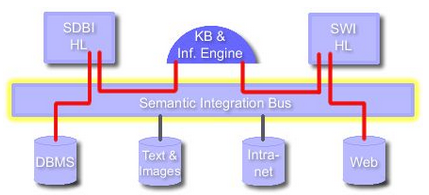 SDBI
HL
KB &
Inf. Engine
SWI
HL
Semantic Integration Bus
DBMS
Text &
Images
Intra-
net
Web